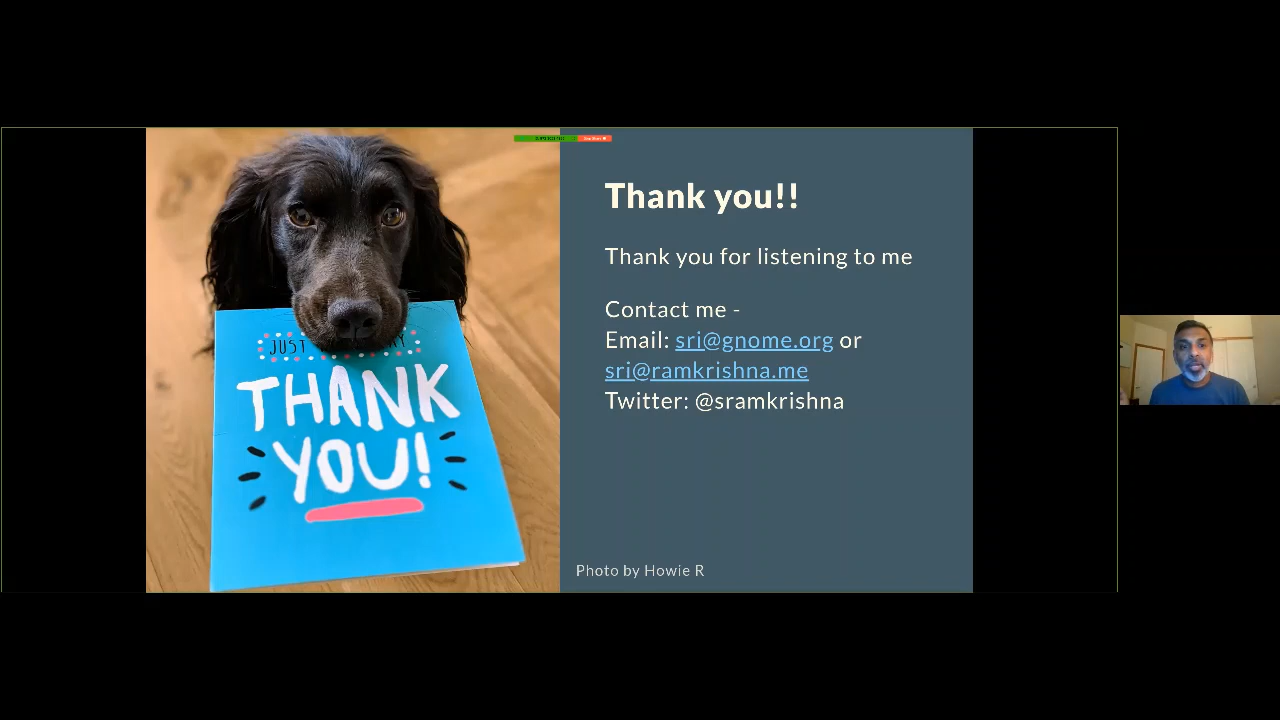 JUST
THANK
YOU!
Thank you!!
Thank you for listening to me
Contact me -
Email: sri@gnome.org or
sri@ramkrishna.me
Twitter: @sramkrishna
Photo by Howie R